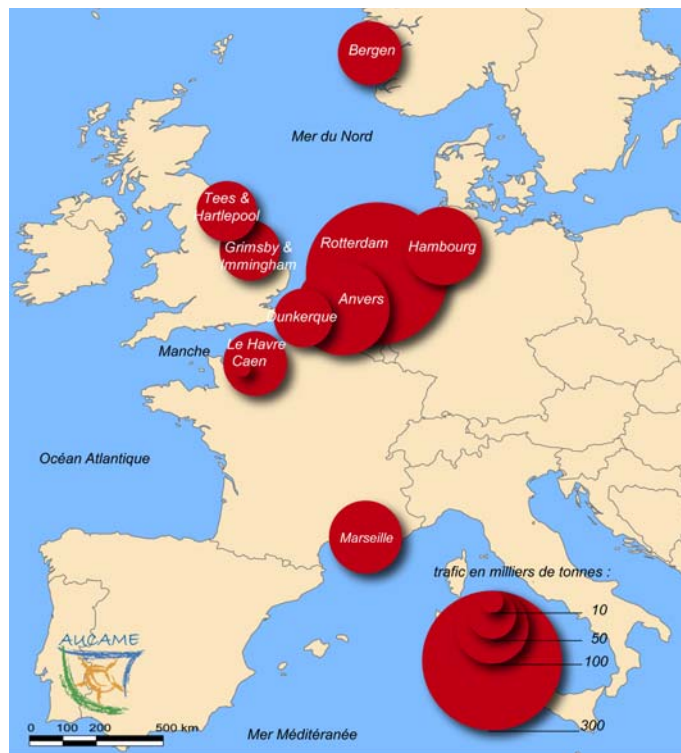 Bergen
Mer du Nord
Tees &
Hartlepool
Grimsby &
Immingham
Rotterdam
Hambourg
Anvers
Dunkerque
Manche
Le Havre
Caen
Océan Atlantique
Marseille
trafic en milliers de tonnes :
10
50
100
300
AUCAME
0 100 200 500 km
Mer Méditéranée